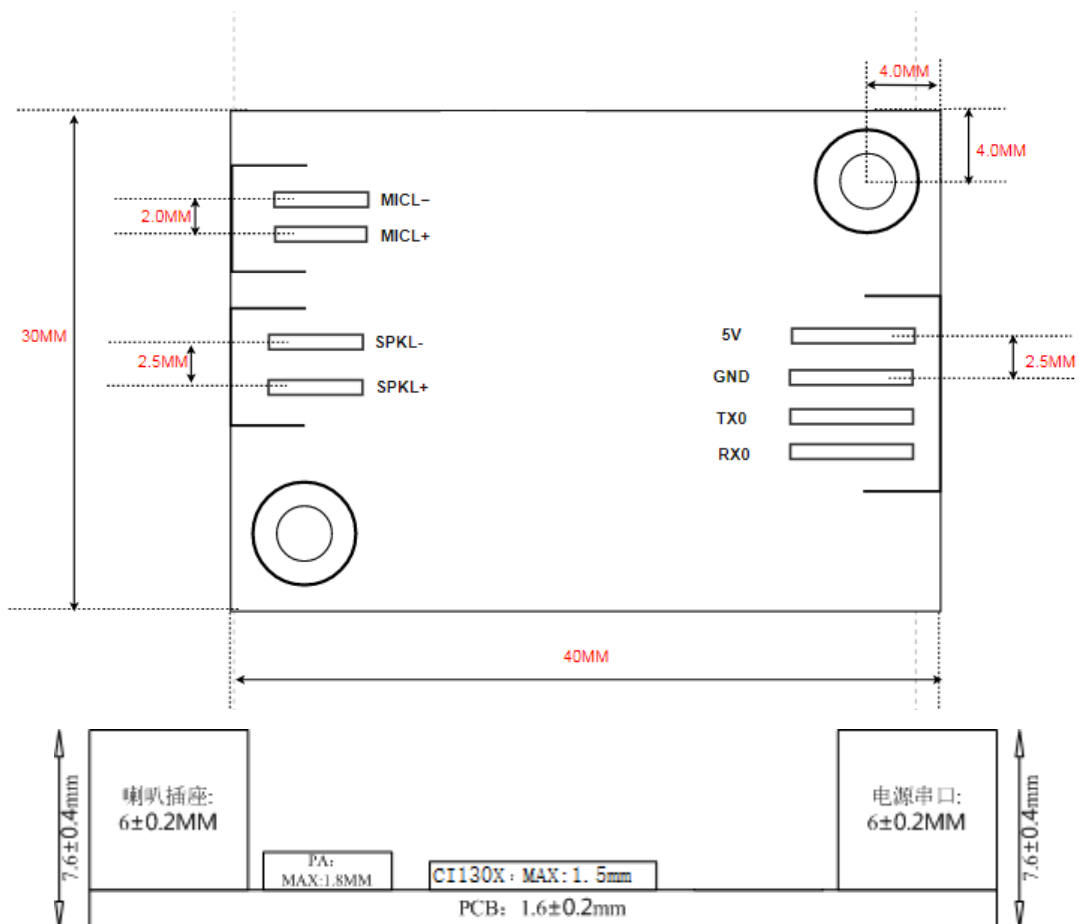 4.0MM
4.0MM
MICL–
2.0MM
MICL+
30MM
SPKL-
5V
2.5MM
2.5MM
GND
SPKL+
TX0
RX0
40MM
7.6±0.4mm
喇叭插座:
6±0.2MM
电源串口:
6±0.2MM
7.6±0.4mm
PA:
MAX:1.8MM
CI130X: MAX: 1.5mm
PCB: 1.6±0.2mm